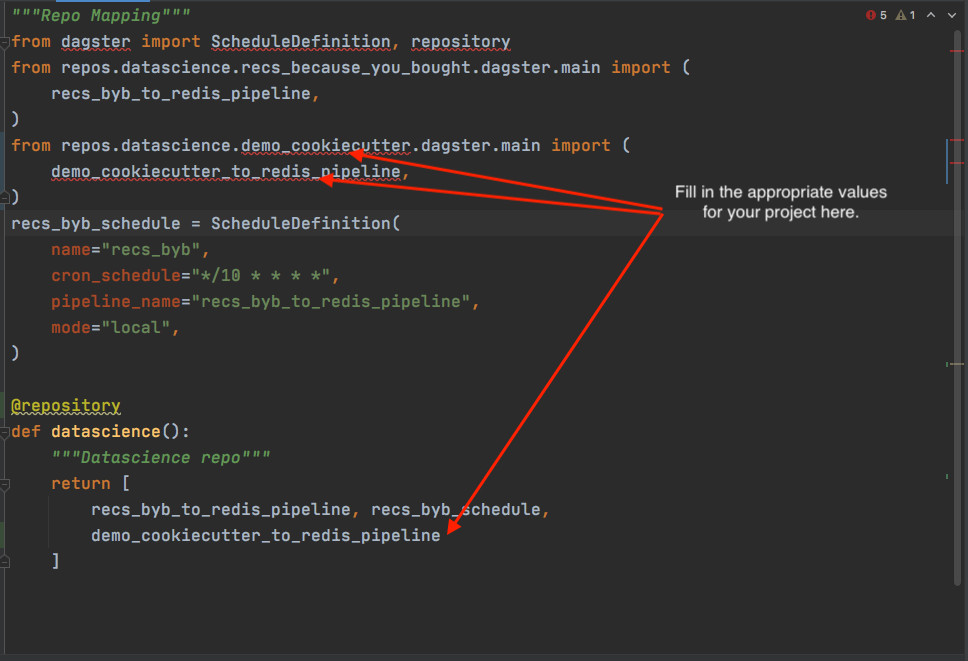 """Repo Mapping"""
5 1
from dagster import ScheduleDefinition, repository
from repos.datascience.recs_because_you_bought.dagster.main import (
    recs_byb_to_redis_pipeline,
)
from repos.datascience.demo_cookiecutter.dagster.main import (
    demo_cookiecutter_to_redis_pipeline,
)
Fill in the appropriate values
for your project here.
recs_byb_schedule = ScheduleDefinition(
    name="recs_byb",
    cron_schedule="*/10 * * * *",
    pipeline_name="recs_byb_to_redis_pipeline",
    mode="local",
)
@repository
def datascience():
    """Datascience repo"""
    return [
        recs_byb_to_redis_pipeline, recs_byb_schedule,
        demo_cookiecutter_to_redis_pipeline
    ]